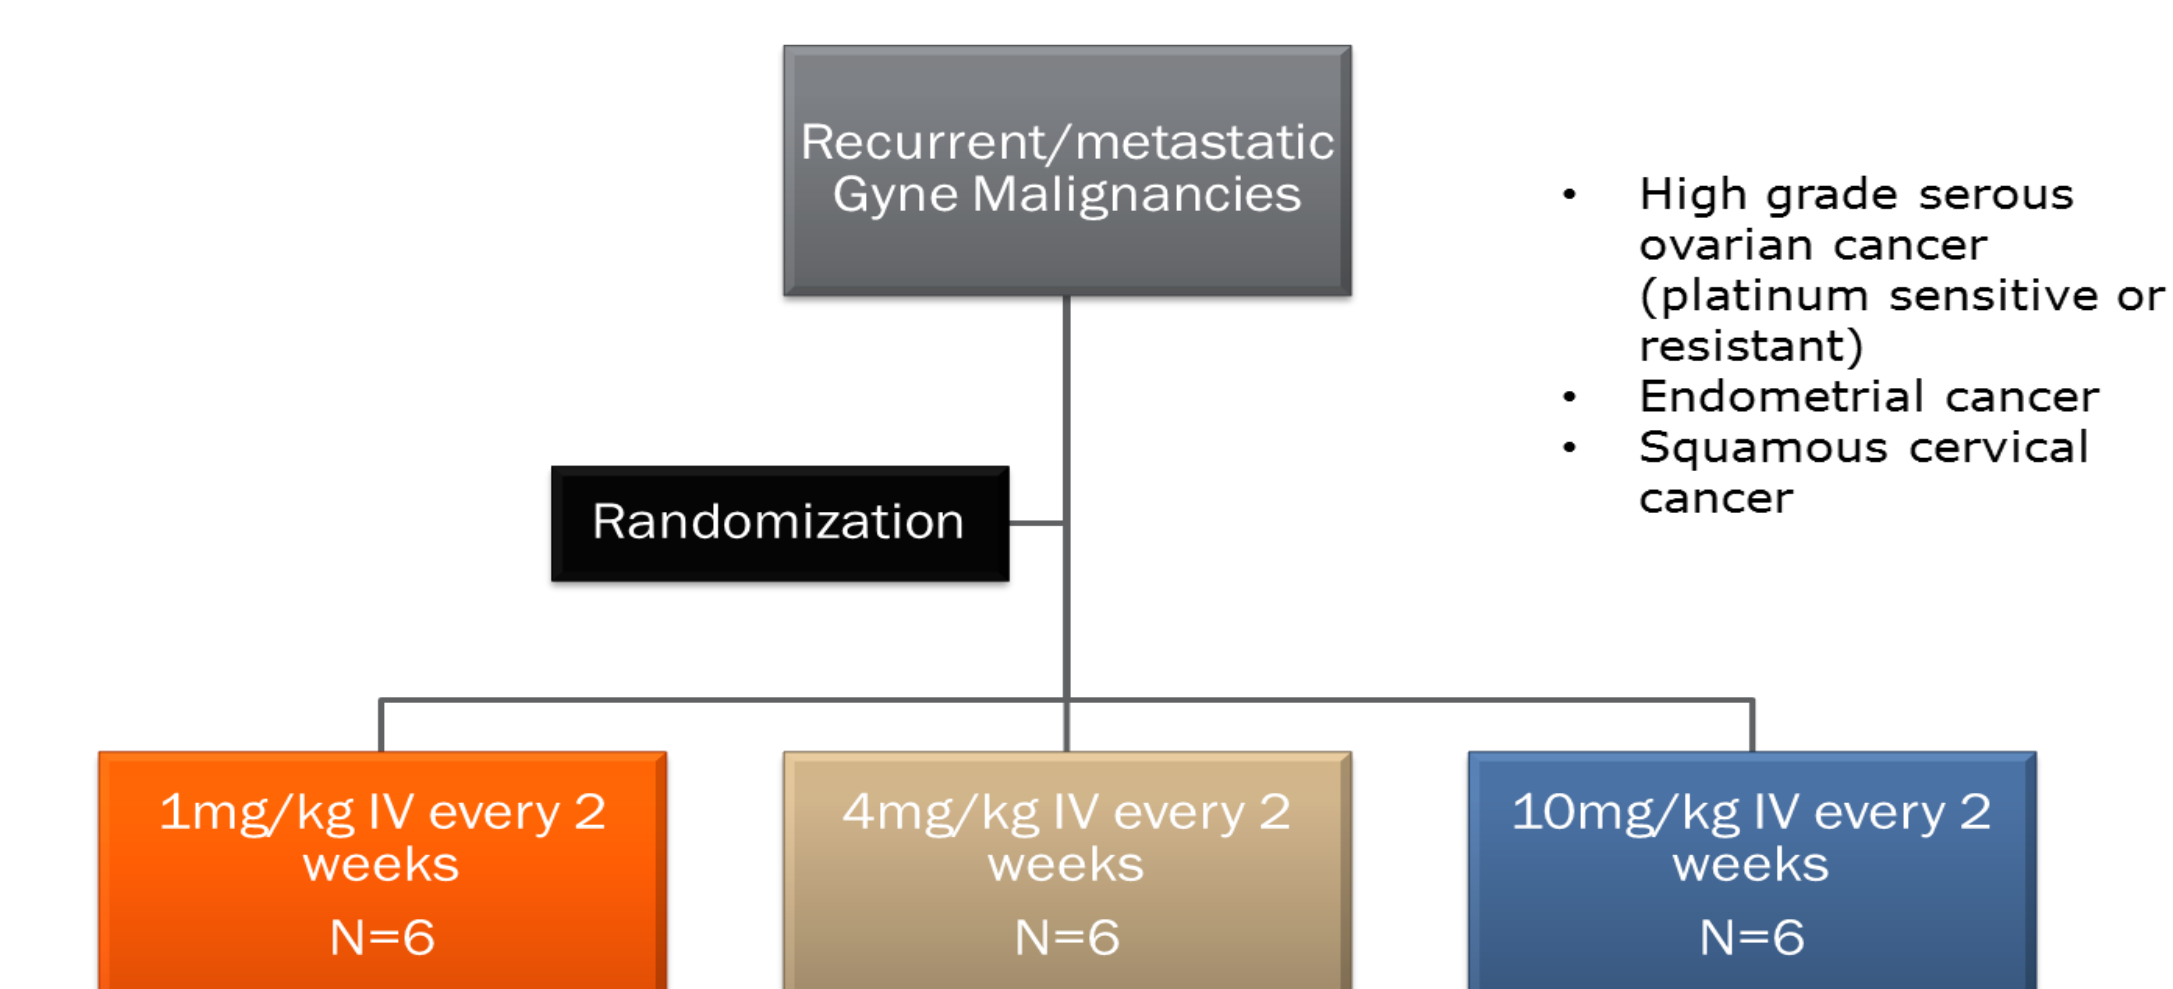 Recurrent/metastatic
Gyne Malignancies
• High grade serous
ovarian cancer
(platinum sensitive or
resistant)
• Endometrial cancer
• Squamous cervical
cancer
Randomization
1mg/kg IV every 2
weeks
N=6
4mg/kg IV every 2
weeks
N=6
10mg/kg IV every 2
weeks
N=6